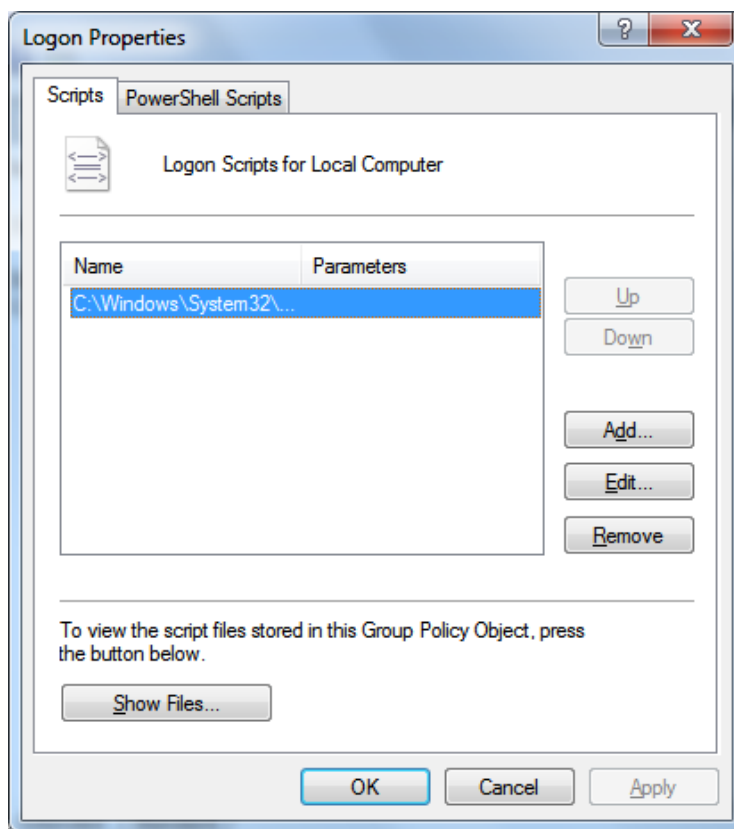 Logon Properties
?
X
Scripts
PowerShell Scripts
<—>
<—>
Logon Scripts for Local Computer
Name Parameters
C:\Windows\System32\...
Up
Down
Add...
Edit...
Remove
To view the script files stored in this Group Policy Object, press
the button below.
Show Files...
OK
Cancel
Apply